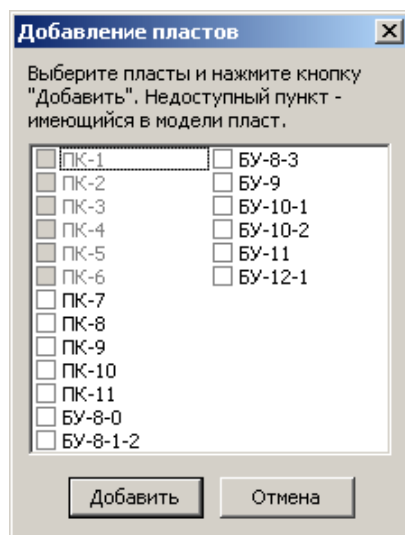 Добавление пластов
Выберите пласты и нажмите кнопку
"Добавить". Недоступный пункт -
имеющийся в модели пласт.
ПК-1
ПК-2
ПК-3
ПК-4
ПК-5
ПК-6
ПК-7
ПК-8
ПК-9
ПК-10
ПК-11
БУ-8-0
БУ-8-1-2
БУ-8-3
БУ-9
БУ-10-1
БУ-10-2
БУ-11
БУ-12-1
Добавить
Отмена